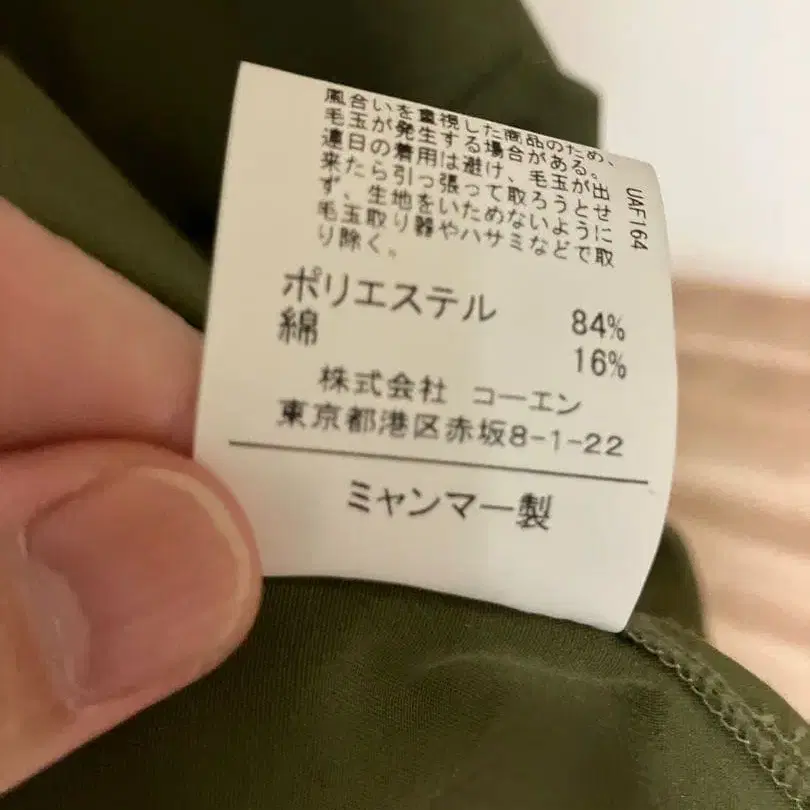 風合いを重視した商品のため、
毛玉が発生する場合がある。
連日の着用は避け、毛玉が出
来たら引っ張って取ろうとせ
ず、生地をいためないように
毛玉取り器やハサミなどで取
り除く。
UAF164
ポリエステル 84%
綿 16%
株式会社 コーエン
東京都港区赤坂8-1-22
ミャンマー製